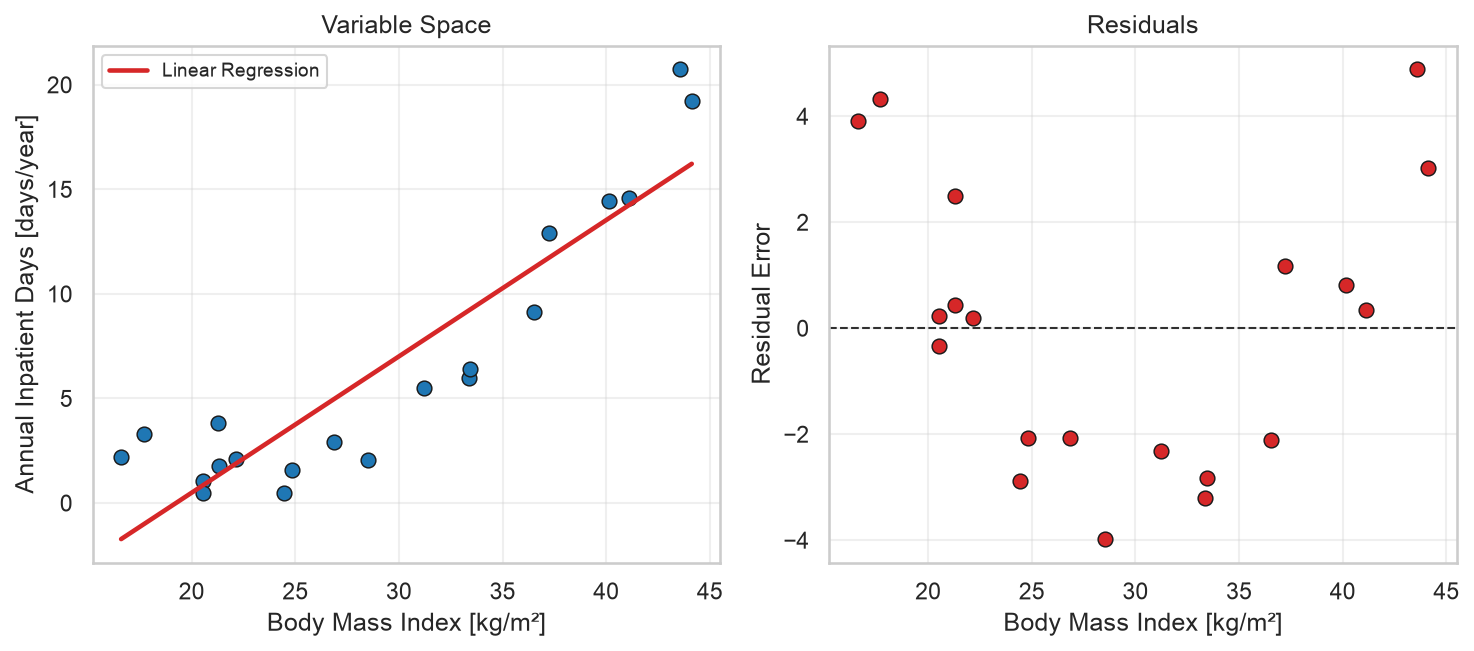 Variable Space
Linear Regression
Annual Inpatient Days [days/year]
20
15
10
5
0
20 25 30 35 40 45
Body Mass Index [kg/m²]
Residuals
Residual Error
4
2
0
−2
−4
20 25 30 35 40 45
Body Mass Index [kg/m²]